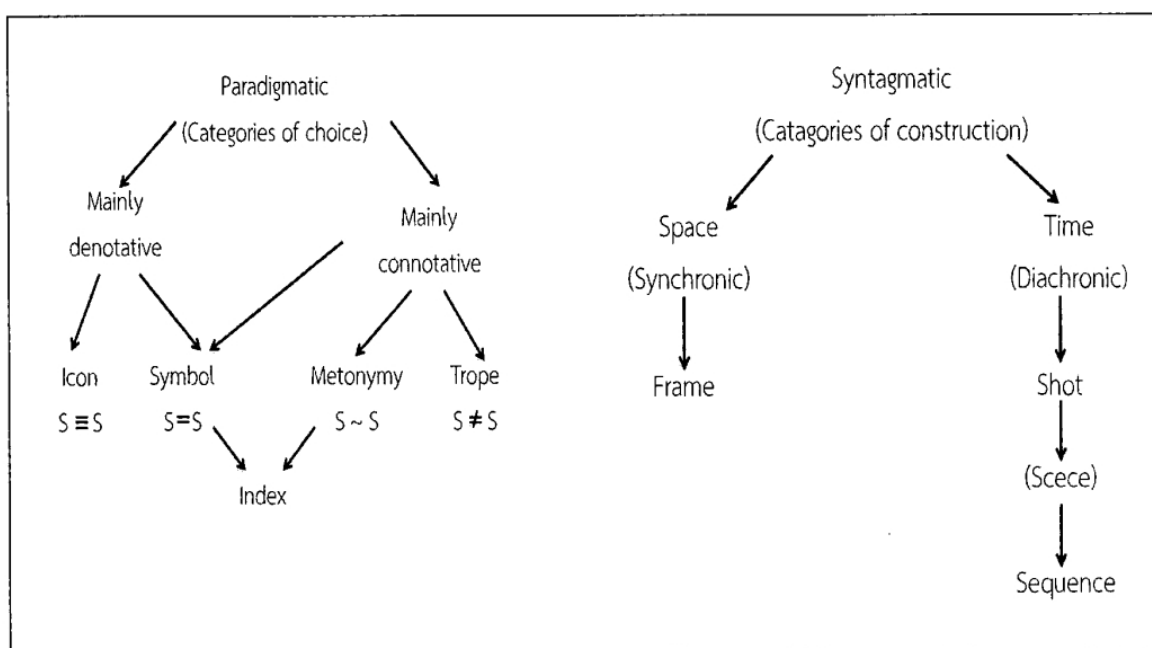 Paradigmatic
(Categories of choice)
Mainly
denotative
Mainly
connotative
Icon
S ≡ S
Symbol
S=S
Metonymy
S ~ S
Trope
S ≠ S
Index
Syntagmatic
(Catagories of construction)
Space
(Synchronic)
Frame
Time
(Diachronic)
Shot
(Scece)
Sequence